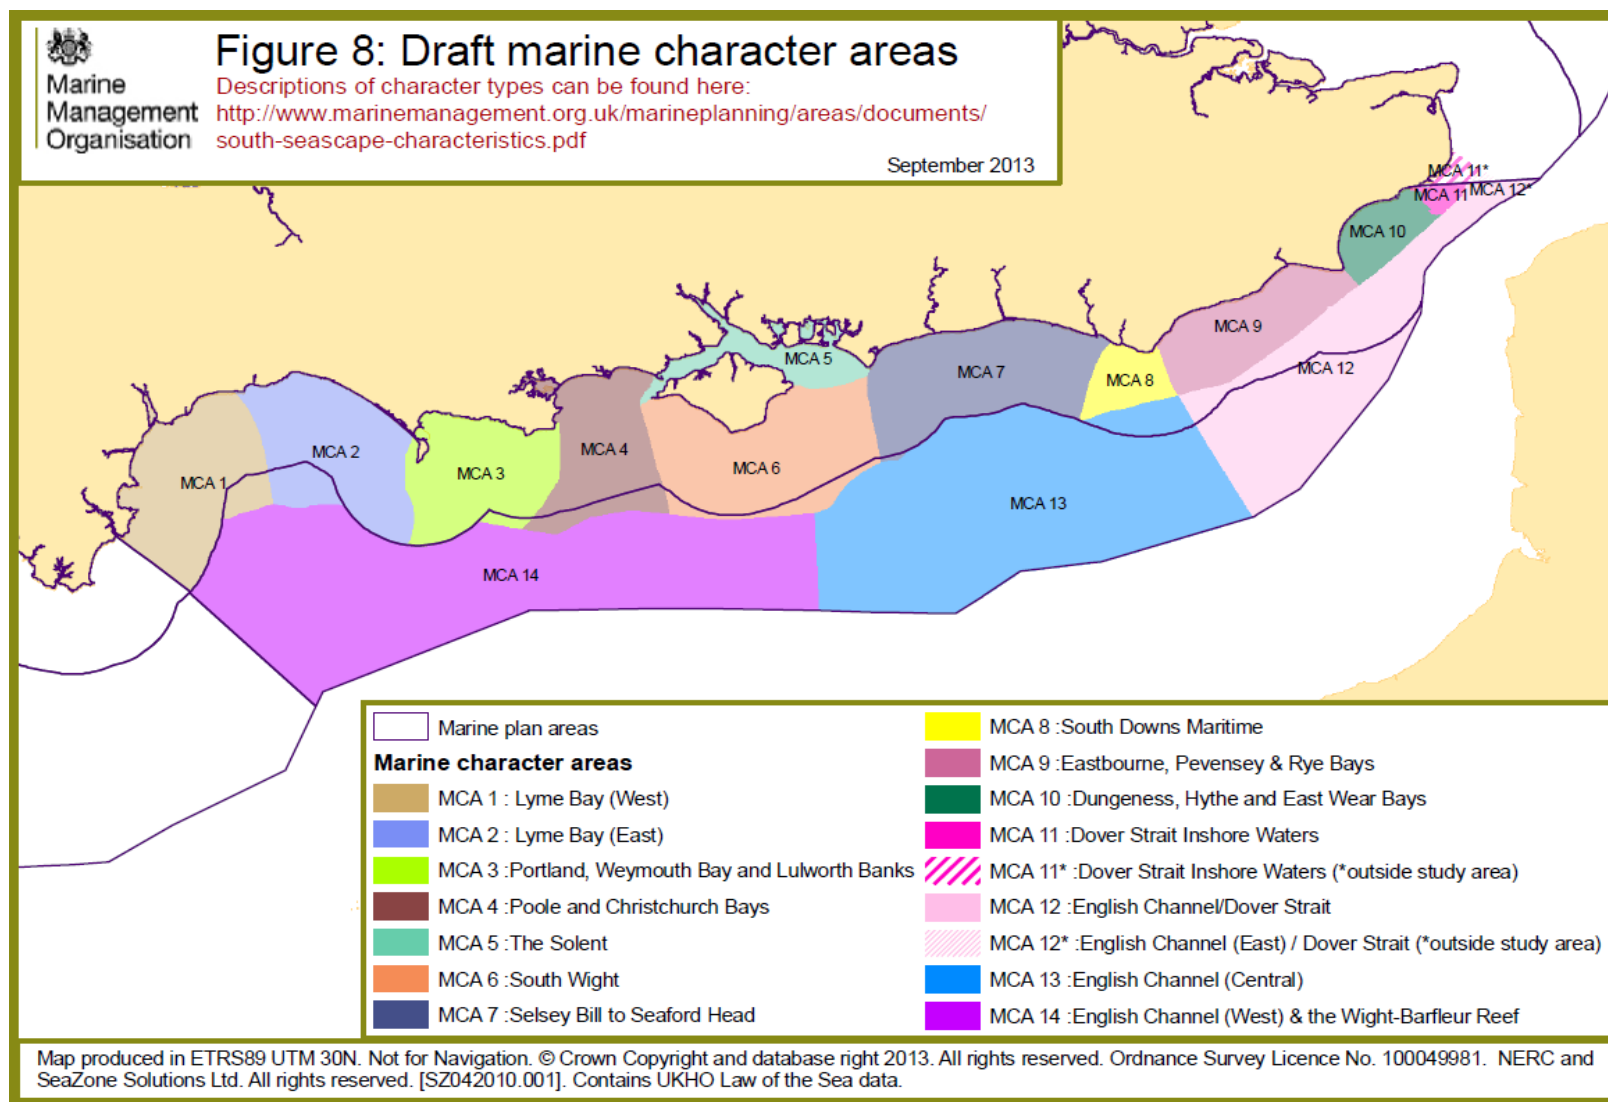 Marine
Management
Organisation
Figure 8: Draft marine character areas
Descriptions of character types can be found here:
http://www.marinemanagement.org.uk/marineplanning/areas/documents/
south-seascape-characteristics.pdf
September 2013
MCA 11*
MCA 11
MCA 12*
MCA 10
MCA 9
MCA 5
MCA 7
MCA 8
MCA 12
MCA 2
MCA 4
MCA 6
MCA 3
MCA 1
MCA 13
MCA 14
Marine plan areas
Marine character areas
MCA 1 : Lyme Bay (West)
MCA 2 : Lyme Bay (East)
MCA 3 :Portland, Weymouth Bay and Lulworth Banks
MCA 4 :Poole and Christchurch Bays
MCA 5 :The Solent
MCA 6 :South Wight
MCA 7 :Selsey Bill to Seaford Head
MCA 8 :South Downs Maritime
MCA 9 :Eastbourne, Pevensey & Rye Bays
MCA 10 :Dungeness, Hythe and East Wear Bays
MCA 11 :Dover Strait Inshore Waters
MCA 11* :Dover Strait Inshore Waters (*outside study area)
MCA 12 :English Channel/Dover Strait
MCA 12* :English Channel (East) / Dover Strait (*outside study area)
MCA 13 :English Channel (Central)
MCA 14 :English Channel (West) & the Wight-Barfleur Reef
Map produced in ETRS89 UTM 30N. Not for Navigation. © Crown Copyright and database right 2013. All rights reserved. Ordnance Survey Licence No. 100049981. NERC and
SeaZone Solutions Ltd. All rights reserved. [SZ042010.001]. Contains UKHO Law of the Sea data.